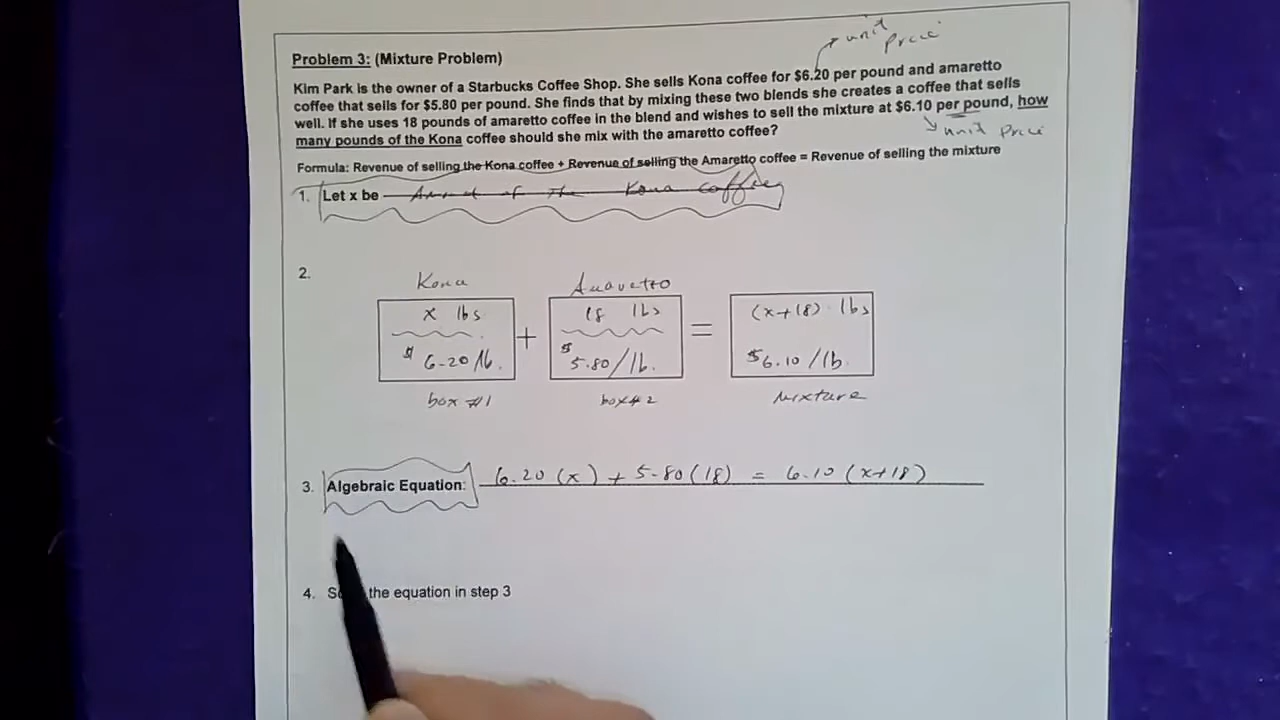 unit
price
Problem 3: (Mixture Problem)
Kim Park is the owner of a Starbucks Coffee Shop. She sells Kona coffee for $6.20 per pound and amaretto
coffee that sells for $5.80 per pound. She finds that by mixing these two blends she creates a coffee that sells
well. If she uses 18 pounds of amaretto coffee in the blend and wishes to sell the mixture at $6.10 per pound, how
many pounds of the Kona coffee should she mix with the amaretto coffee?
unit price
Formula: Revenue of selling the Kona coffee + Revenue of selling the Amaretto coffee = Revenue of selling the mixture
1. Let x be of the Kona coffee
2.
Kona Amaretto
x lbs 18 lbs (x+18) lbs
+ =
$6.20/lb. $5.80/lb. $6.10/lb.
box #1 box #2 Mixture
3. Algebraic Equation: 6.20(x) + 5.80(18) = 6.10(x+18)
4. the equation in step 3